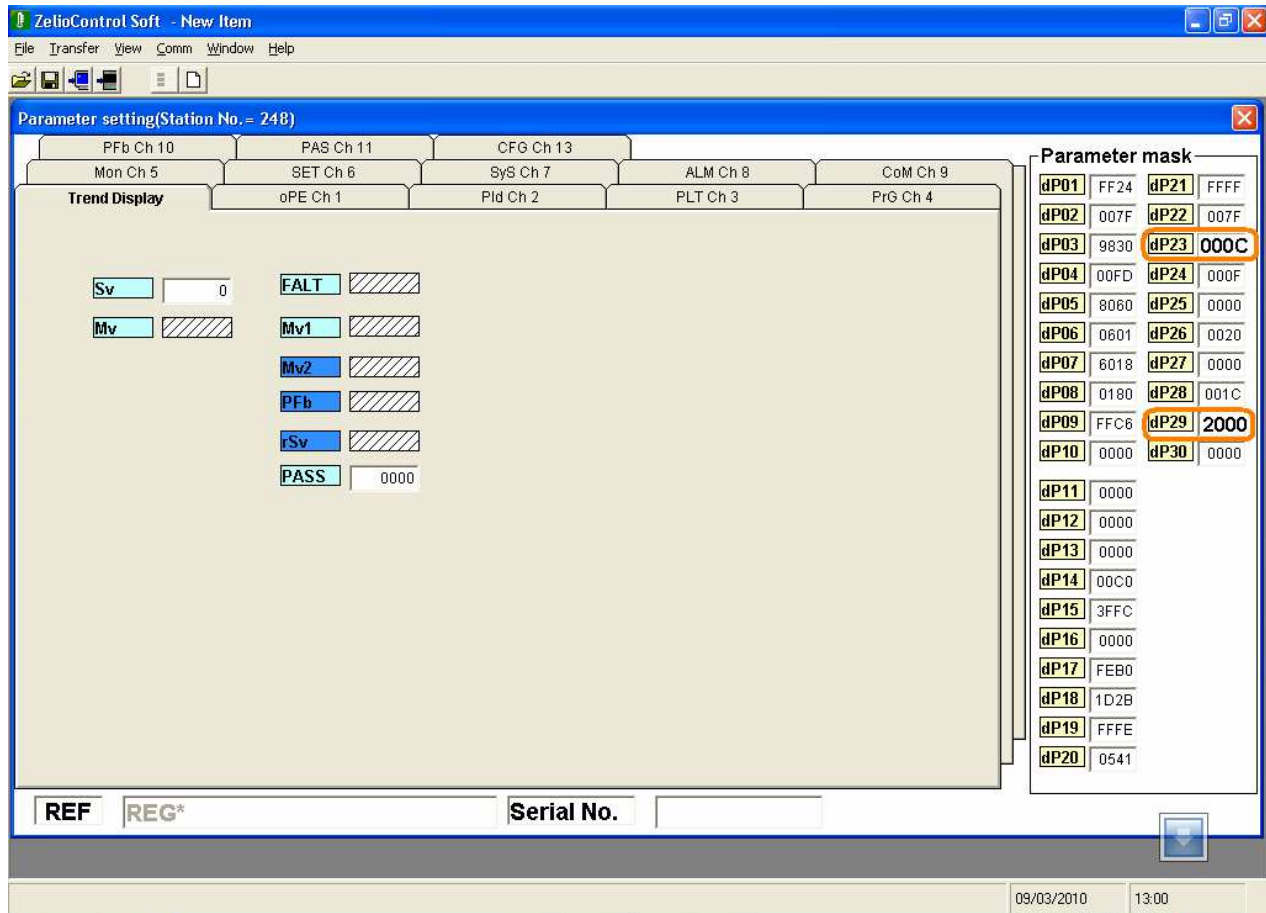 ZelioControl Soft - New Item
File Transfer View Comm Window Help
Parameter setting(Station No.= 248)
PFb Ch 10 PAS Ch 11 CFG Ch 13
Mon Ch 5 SET Ch 6 SyS Ch 7 ALM Ch 8 CoM Ch 9
Trend Display oPE Ch 1 PId Ch 2 PLT Ch 3 PrG Ch 4
Sv 0 FALT
Mv Mv1
Mv2
PFb
rSv
PASS 0000
Parameter mask
dP01 FF24 dP21 FFFF
dP02 007F dP22 007F
dP03 9830 dP23 000C
dP04 00FD dP24 000F
dP05 8060 dP25 0000
dP06 0601 dP26 0020
dP07 6018 dP27 0000
dP08 0180 dP28 001C
dP09 FFC6 dP29 2000
dP10 0000 dP30 0000
dP11 0000
dP12 0000
dP13 0000
dP14 00C0
dP15 3FFC
dP16 0000
dP17 FEB0
dP18 1D2B
dP19 FFFE
dP20 0541
REF REG* Serial No.
09/03/2010 13:00